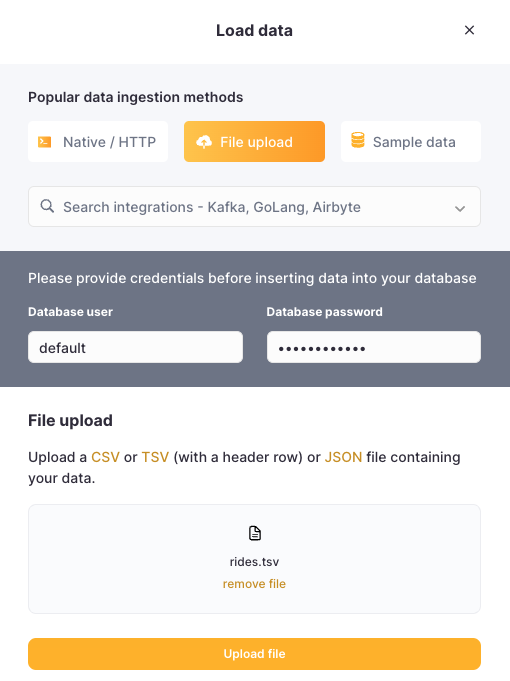 Load data
Popular data ingestion methods
Native / HTTP
File upload
Sample data
Search integrations - Kafka, GoLang, Airbyte
Please provide credentials before inserting data into your database
Database user
Database password
default
••••••••••••
File upload
Upload a CSV or TSV (with a header row) or JSON file containing
your data.
rides.tsv
remove file
Upload file